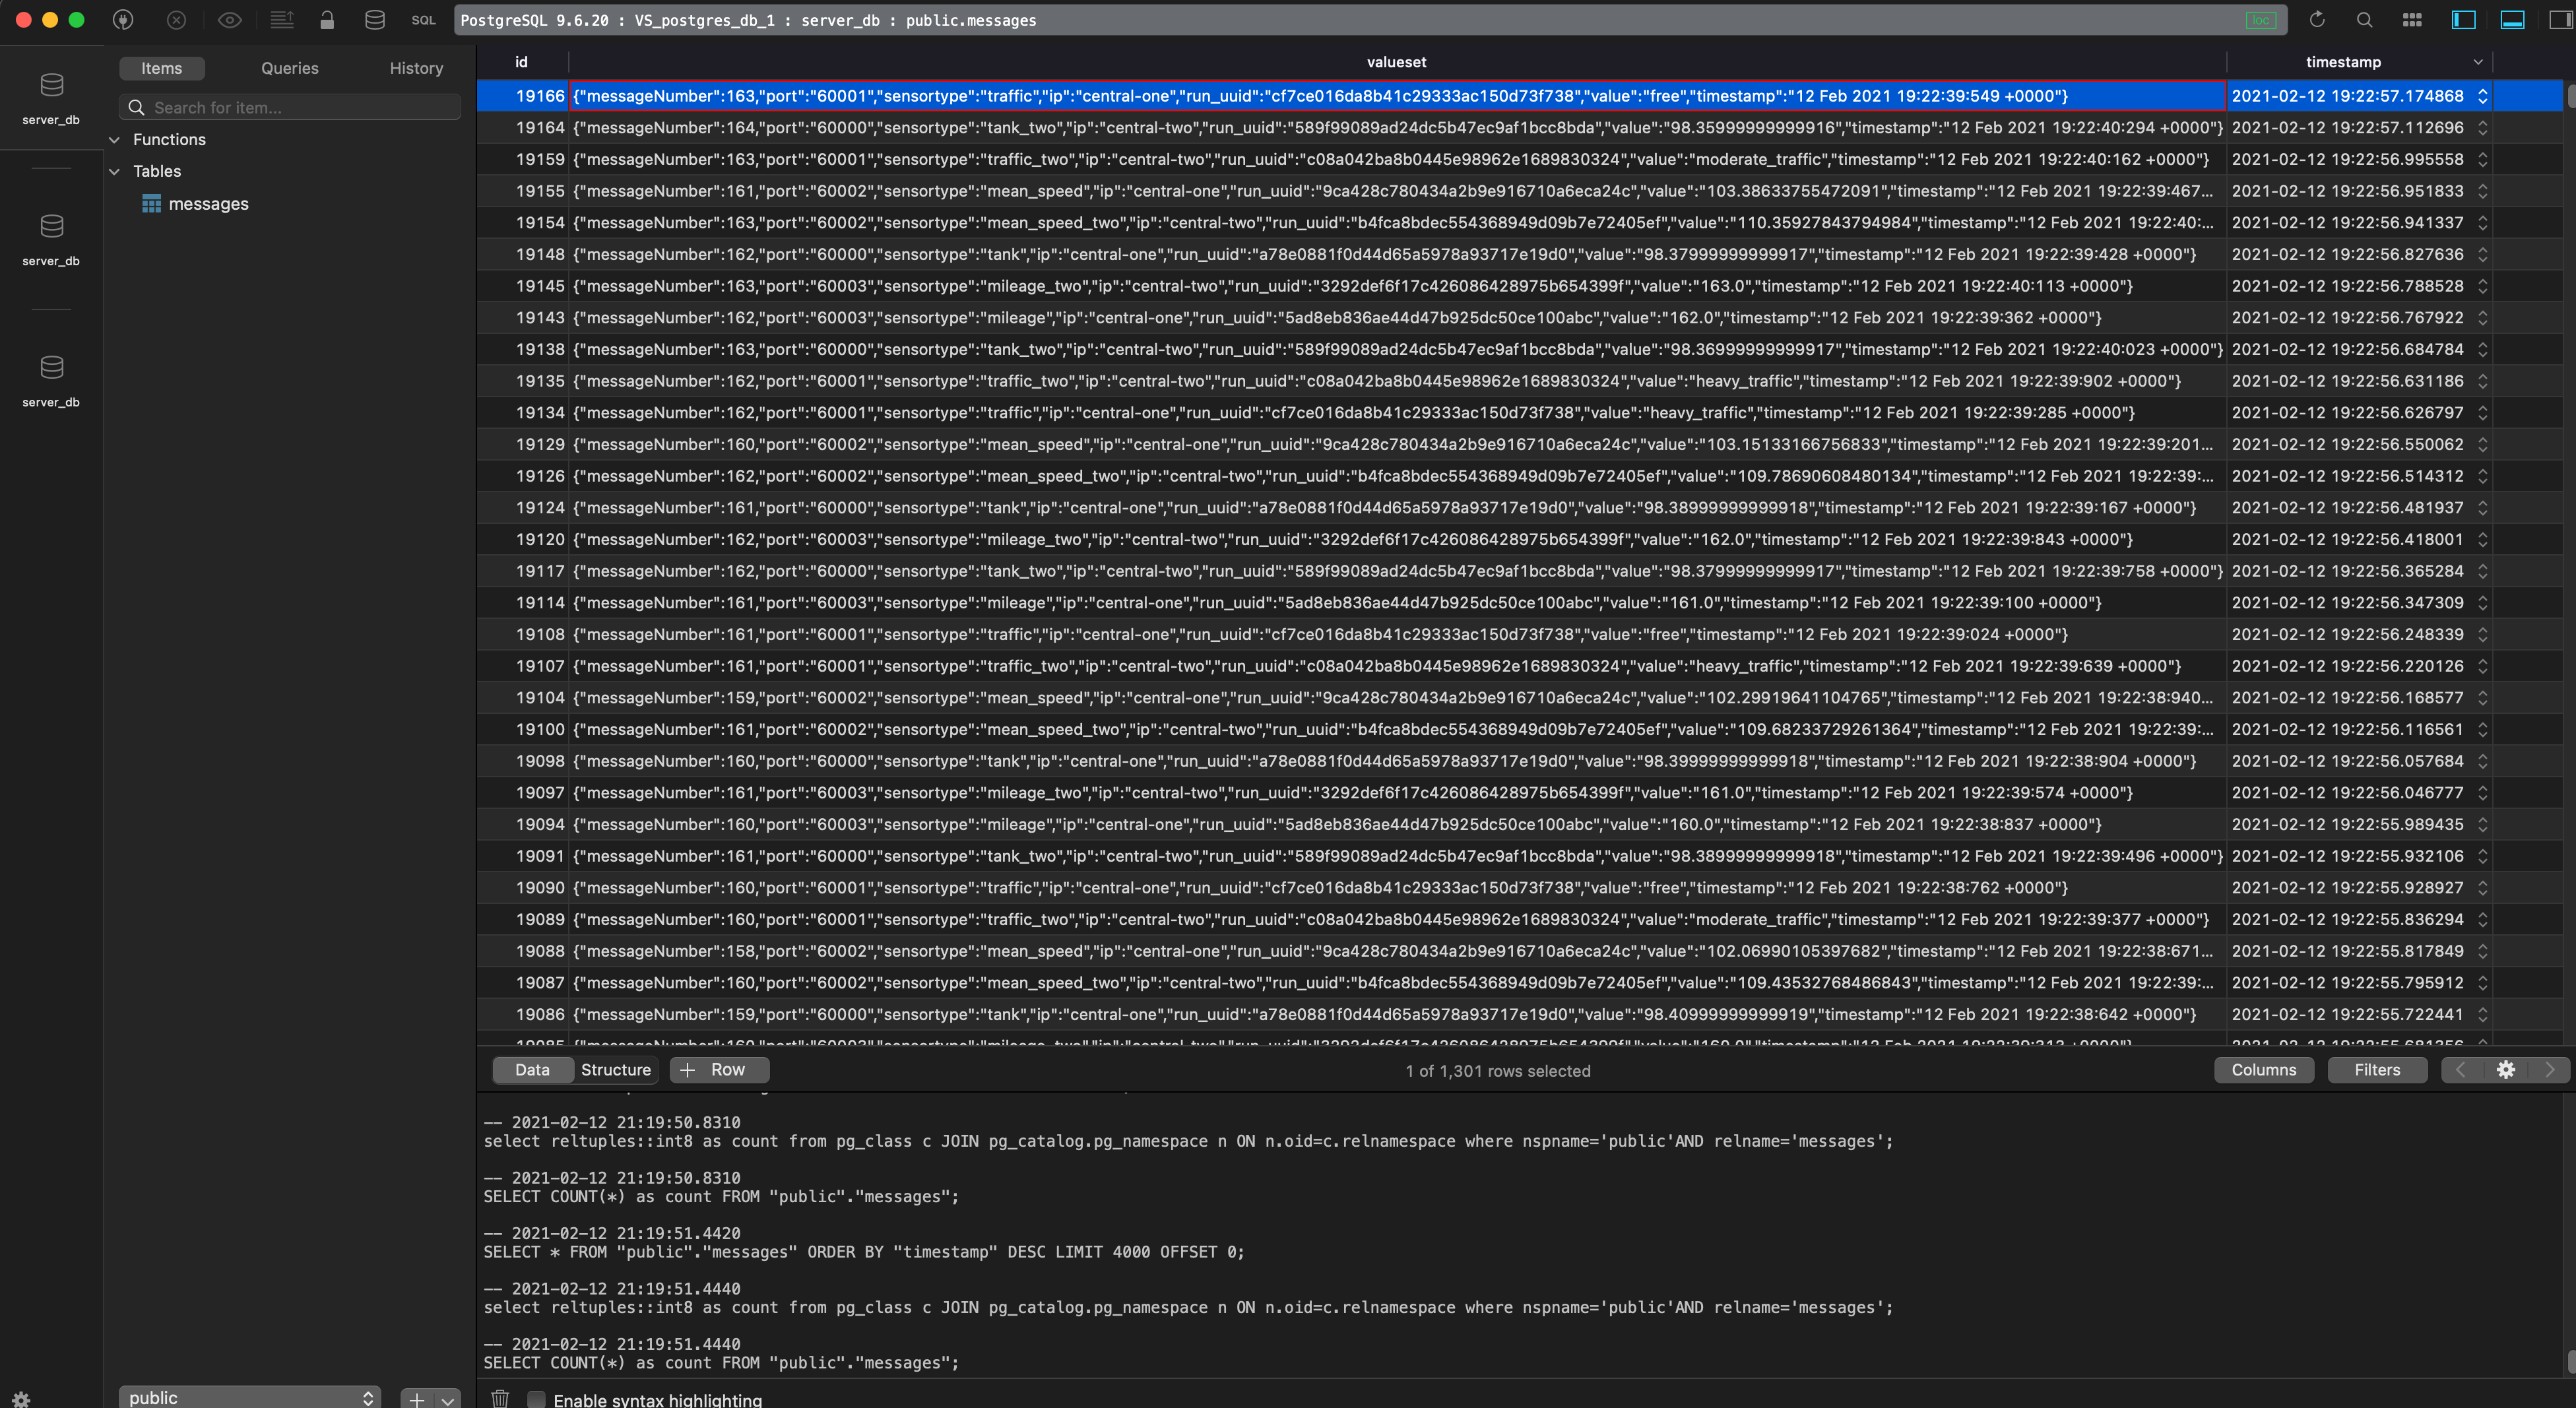 SQL PostgreSQL 9.6.20 : VS_postgres_db_1 : server_db : public.messages loc
server_db
server_db
server_db
Items Queries History
Search for item...
Functions
Tables
messages
public
id valueset timestamp
19166 {"messageNumber":163,"port":"60001","sensortype":"traffic","ip":"central-one","run_uuid":"cf7ce016da8b41c29333ac150d73f738","value":"free","timestamp":"12 Feb 2021 19:22:39:549 +0000"} 2021-02-12 19:22:57.174868
19164 {"messageNumber":164,"port":"60000","sensortype":"tank_two","ip":"central-two","run_uuid":"589f99089ad24dc5b47ec9af1bcc8bda","value":"98.35999999999916","timestamp":"12 Feb 2021 19:22:40:294 +0000"} 2021-02-12 19:22:57.112696
19159 {"messageNumber":163,"port":"60001","sensortype":"traffic_two","ip":"central-two","run_uuid":"c08a042ba8b0445e98962e1689830324","value":"moderate_traffic","timestamp":"12 Feb 2021 19:22:40:162 +0000"} 2021-02-12 19:22:56.995558
19155 {"messageNumber":161,"port":"60002","sensortype":"mean_speed","ip":"central-one","run_uuid":"9ca428c780434a2b9e916710a6eca24c","value":"103.38633755472091","timestamp":"12 Feb 2021 19:22:39:467... 2021-02-12 19:22:56.951833
19154 {"messageNumber":163,"port":"60002","sensortype":"mean_speed_two","ip":"central-two","run_uuid":"b4fca8bdec554368949d09b7e72405ef","value":"110.35927843794984","timestamp":"12 Feb 2021 19:22:40:... 2021-02-12 19:22:56.941337
19148 {"messageNumber":162,"port":"60000","sensortype":"tank","ip":"central-one","run_uuid":"a78e0881f0d44d65a5978a93717e19d0","value":"98.37999999999917","timestamp":"12 Feb 2021 19:22:39:428 +0000"} 2021-02-12 19:22:56.827636
19145 {"messageNumber":163,"port":"60003","sensortype":"mileage_two","ip":"central-two","run_uuid":"3292def6f17c426086428975b654399f","value":"163.0","timestamp":"12 Feb 2021 19:22:40:113 +0000"} 2021-02-12 19:22:56.788528
19143 {"messageNumber":162,"port":"60003","sensortype":"mileage","ip":"central-one","run_uuid":"5ad8eb836ae44d47b925dc50ce100abc","value":"162.0","timestamp":"12 Feb 2021 19:22:39:362 +0000"} 2021-02-12 19:22:56.767922
19138 {"messageNumber":163,"port":"60000","sensortype":"tank_two","ip":"central-two","run_uuid":"589f99089ad24dc5b47ec9af1bcc8bda","value":"98.36999999999917","timestamp":"12 Feb 2021 19:22:40:023 +0000"} 2021-02-12 19:22:56.684784
19135 {"messageNumber":162,"port":"60001","sensortype":"traffic_two","ip":"central-two","run_uuid":"c08a042ba8b0445e98962e1689830324","value":"heavy_traffic","timestamp":"12 Feb 2021 19:22:39:902 +0000"} 2021-02-12 19:22:56.631186
19134 {"messageNumber":162,"port":"60001","sensortype":"traffic","ip":"central-one","run_uuid":"cf7ce016da8b41c29333ac150d73f738","value":"heavy_traffic","timestamp":"12 Feb 2021 19:22:39:285 +0000"} 2021-02-12 19:22:56.626797
19129 {"messageNumber":160,"port":"60002","sensortype":"mean_speed","ip":"central-one","run_uuid":"9ca428c780434a2b9e916710a6eca24c","value":"103.15133166756833","timestamp":"12 Feb 2021 19:22:39:201... 2021-02-12 19:22:56.550062
19126 {"messageNumber":162,"port":"60002","sensortype":"mean_speed_two","ip":"central-two","run_uuid":"b4fca8bdec554368949d09b7e72405ef","value":"109.78690608480134","timestamp":"12 Feb 2021 19:22:39:... 2021-02-12 19:22:56.514312
19124 {"messageNumber":161,"port":"60000","sensortype":"tank","ip":"central-one","run_uuid":"a78e0881f0d44d65a5978a93717e19d0","value":"98.38999999999918","timestamp":"12 Feb 2021 19:22:39:167 +0000"} 2021-02-12 19:22:56.481937
19120 {"messageNumber":162,"port":"60003","sensortype":"mileage_two","ip":"central-two","run_uuid":"3292def6f17c426086428975b654399f","value":"162.0","timestamp":"12 Feb 2021 19:22:39:843 +0000"} 2021-02-12 19:22:56.418001
19117 {"messageNumber":162,"port":"60000","sensortype":"tank_two","ip":"central-two","run_uuid":"589f99089ad24dc5b47ec9af1bcc8bda","value":"98.37999999999917","timestamp":"12 Feb 2021 19:22:39:758 +0000"} 2021-02-12 19:22:56.365284
19114 {"messageNumber":161,"port":"60003","sensortype":"mileage","ip":"central-one","run_uuid":"5ad8eb836ae44d47b925dc50ce100abc","value":"161.0","timestamp":"12 Feb 2021 19:22:39:100 +0000"} 2021-02-12 19:22:56.347309
19108 {"messageNumber":161,"port":"60001","sensortype":"traffic","ip":"central-one","run_uuid":"cf7ce016da8b41c29333ac150d73f738","value":"free","timestamp":"12 Feb 2021 19:22:39:024 +0000"} 2021-02-12 19:22:56.248339
19107 {"messageNumber":161,"port":"60001","sensortype":"traffic_two","ip":"central-two","run_uuid":"c08a042ba8b0445e98962e1689830324","value":"heavy_traffic","timestamp":"12 Feb 2021 19:22:39:639 +0000"} 2021-02-12 19:22:56.220126
19104 {"messageNumber":159,"port":"60002","sensortype":"mean_speed","ip":"central-one","run_uuid":"9ca428c780434a2b9e916710a6eca24c","value":"102.29919641104765","timestamp":"12 Feb 2021 19:22:38:940... 2021-02-12 19:22:56.168577
19100 {"messageNumber":161,"port":"60002","sensortype":"mean_speed_two","ip":"central-two","run_uuid":"b4fca8bdec554368949d09b7e72405ef","value":"109.68233729261364","timestamp":"12 Feb 2021 19:22:39:... 2021-02-12 19:22:56.116561
19098 {"messageNumber":160,"port":"60000","sensortype":"tank","ip":"central-one","run_uuid":"a78e0881f0d44d65a5978a93717e19d0","value":"98.39999999999918","timestamp":"12 Feb 2021 19:22:38:904 +0000"} 2021-02-12 19:22:56.057684
19097 {"messageNumber":161,"port":"60003","sensortype":"mileage_two","ip":"central-two","run_uuid":"3292def6f17c426086428975b654399f","value":"161.0","timestamp":"12 Feb 2021 19:22:39:574 +0000"} 2021-02-12 19:22:56.046777
19094 {"messageNumber":160,"port":"60003","sensortype":"mileage","ip":"central-one","run_uuid":"5ad8eb836ae44d47b925dc50ce100abc","value":"160.0","timestamp":"12 Feb 2021 19:22:38:837 +0000"} 2021-02-12 19:22:55.989435
19091 {"messageNumber":161,"port":"60000","sensortype":"tank_two","ip":"central-two","run_uuid":"589f99089ad24dc5b47ec9af1bcc8bda","value":"98.38999999999918","timestamp":"12 Feb 2021 19:22:39:496 +0000"} 2021-02-12 19:22:55.932106
19090 {"messageNumber":160,"port":"60001","sensortype":"traffic","ip":"central-one","run_uuid":"cf7ce016da8b41c29333ac150d73f738","value":"free","timestamp":"12 Feb 2021 19:22:38:762 +0000"} 2021-02-12 19:22:55.928927
19089 {"messageNumber":160,"port":"60001","sensortype":"traffic_two","ip":"central-two","run_uuid":"c08a042ba8b0445e98962e1689830324","value":"moderate_traffic","timestamp":"12 Feb 2021 19:22:39:377 +0000"} 2021-02-12 19:22:55.836294
19088 {"messageNumber":158,"port":"60002","sensortype":"mean_speed","ip":"central-one","run_uuid":"9ca428c780434a2b9e916710a6eca24c","value":"102.06990105397682","timestamp":"12 Feb 2021 19:22:38:671... 2021-02-12 19:22:55.817849
19087 {"messageNumber":160,"port":"60002","sensortype":"mean_speed_two","ip":"central-two","run_uuid":"b4fca8bdec554368949d09b7e72405ef","value":"109.43532768486843","timestamp":"12 Feb 2021 19:22:39:... 2021-02-12 19:22:55.795912
19086 {"messageNumber":159,"port":"60000","sensortype":"tank","ip":"central-one","run_uuid":"a78e0881f0d44d65a5978a93717e19d0","value":"98.40999999999919","timestamp":"12 Feb 2021 19:22:38:642 +0000"} 2021-02-12 19:22:55.722441
Data Structure + Row 1 of 1,301 rows selected Columns Filters
-- 2021-02-12 21:19:50.8310
select reltuples::int8 as count from pg_class c JOIN pg_catalog.pg_namespace n ON n.oid=c.relnamespace where nspname='public'AND relname='messages';
-- 2021-02-12 21:19:50.8310
SELECT COUNT(*) as count FROM "public"."messages";
-- 2021-02-12 21:19:51.4420
SELECT * FROM "public"."messages" ORDER BY "timestamp" DESC LIMIT 4000 OFFSET 0;
-- 2021-02-12 21:19:51.4440
select reltuples::int8 as count from pg_class c JOIN pg_catalog.pg_namespace n ON n.oid=c.relnamespace where nspname='public'AND relname='messages';
-- 2021-02-12 21:19:51.4440
SELECT COUNT(*) as count FROM "public"."messages";
Enable syntax highlighting